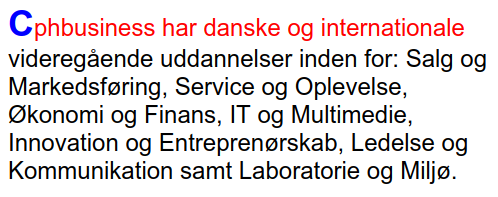 Cphbusiness har danske og internationale
videregående uddannelser inden for: Salg og
Markedsføring, Service og Oplevelse,
Økonomi og Finans, IT og Multimedie,
Innovation og Entreprenørskab, Ledelse og
Kommunikation samt Laboratorie og Miljø.